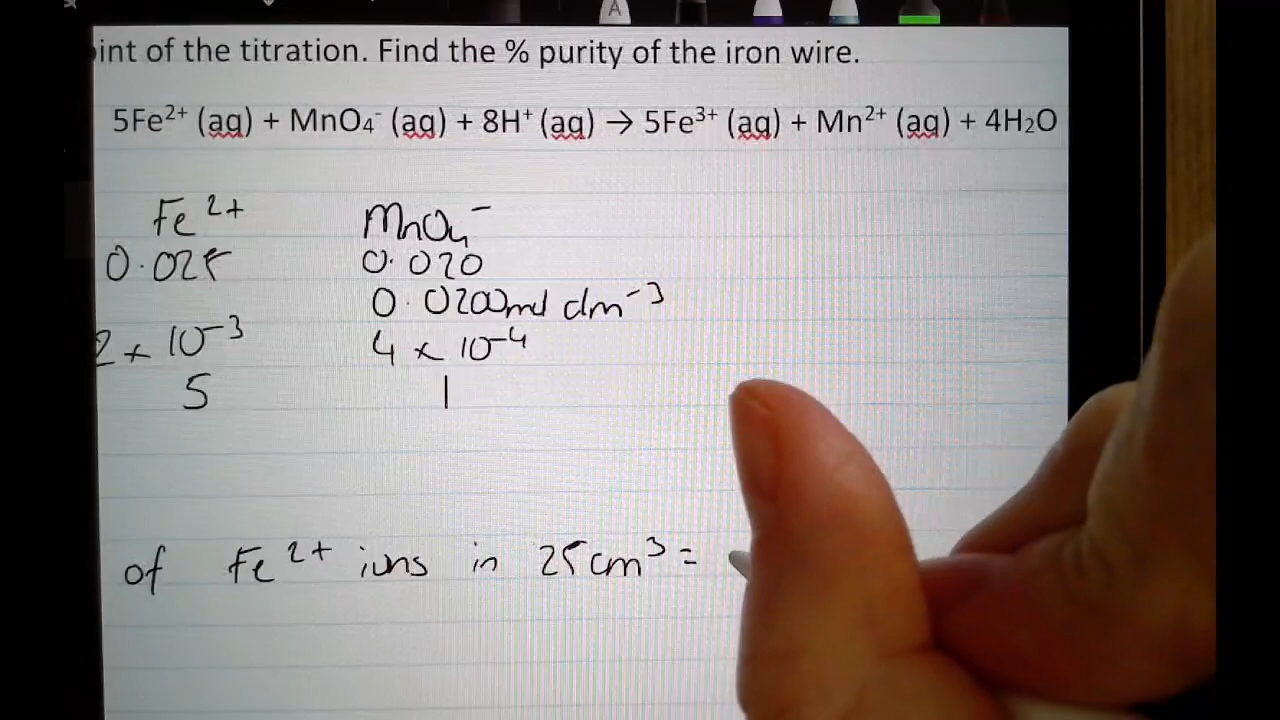 int of the titration. Find the % purity of the iron wire.
5Fe²⁺ (aq) + MnO₄⁻ (aq) + 8H⁺ (aq) → 5Fe³⁺ (aq) + Mn²⁺ (aq) + 4H₂O
Fe²⁺ MnO₄⁻
0.025 0.020
0.0200mol dm⁻³
2 × 10⁻³ 4 × 10⁻⁴
5 1
of Fe²⁺ ions in 25cm³ =